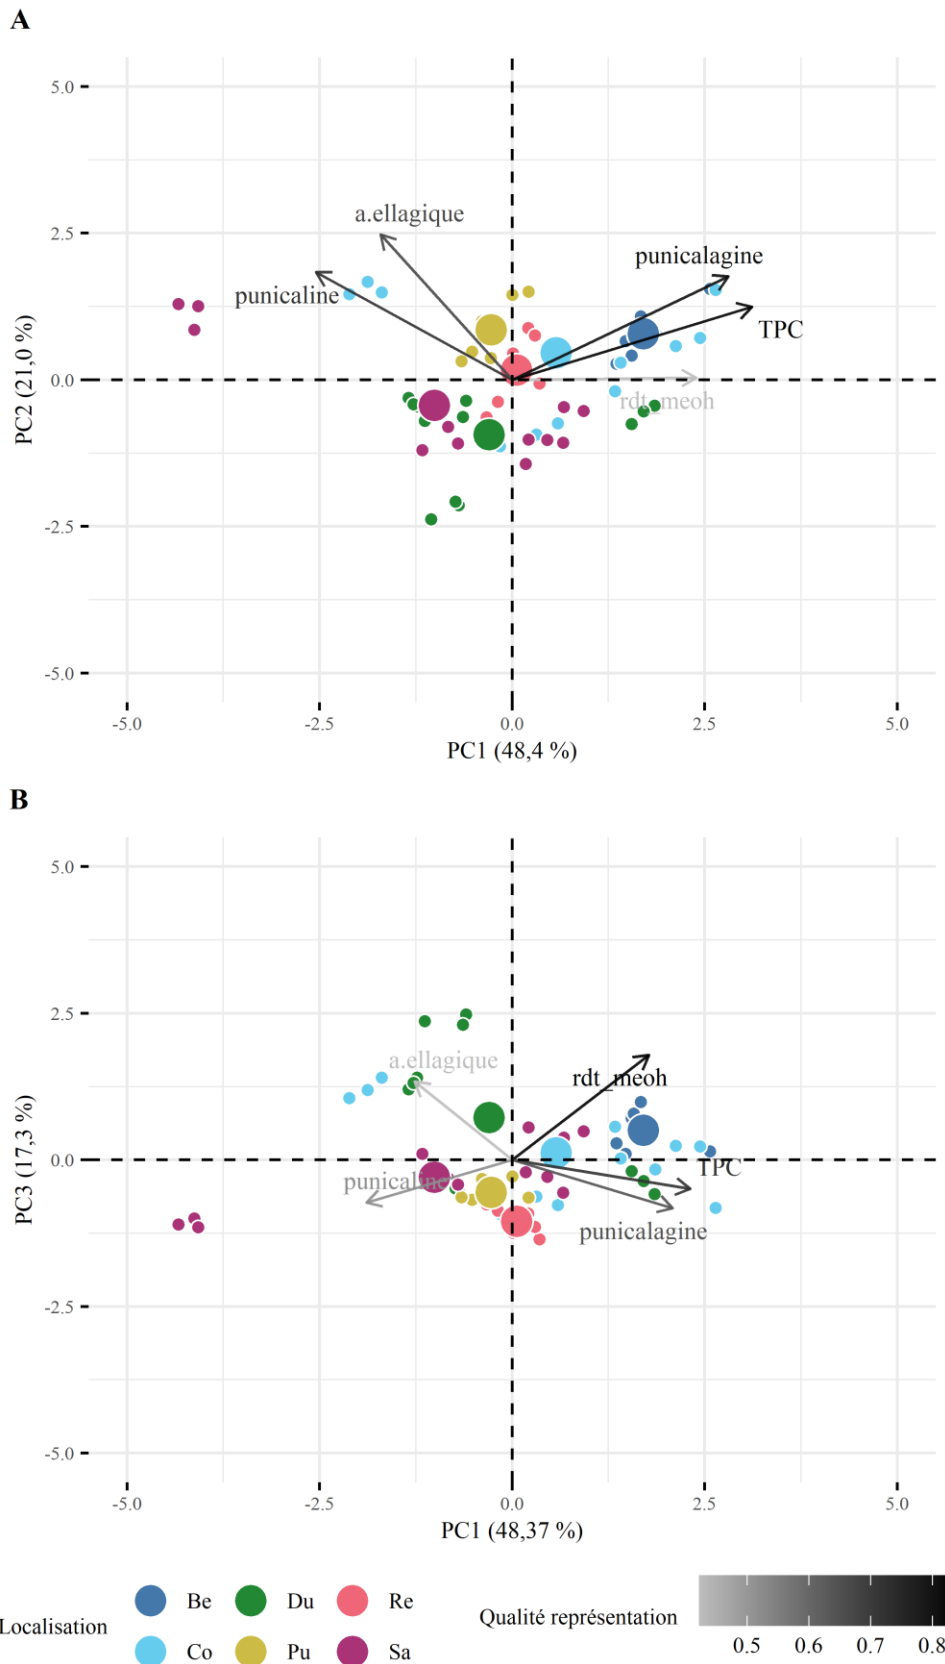 A
5.0
a.ellagique
2.5
punicalagine
punicaline
TPC
0.0
rdt_meoh
PC2 (21,0 %)
-2.5
-5.0
-5.0 -2.5 0.0 2.5 5.0
PC1 (48,4 %)
B
5.0
2.5
a.ellagique
rdt_meoh
0.0
TPC
punicaline
PC3 (17,3 %)
punicalagine
-2.5
-5.0
-5.0 -2.5 0.0 2.5 5.0
PC1 (48,37 %)
Localisation
Be Du Re
Co Pu Sa
Qualité représentation
0.5 0.6 0.7 0.8